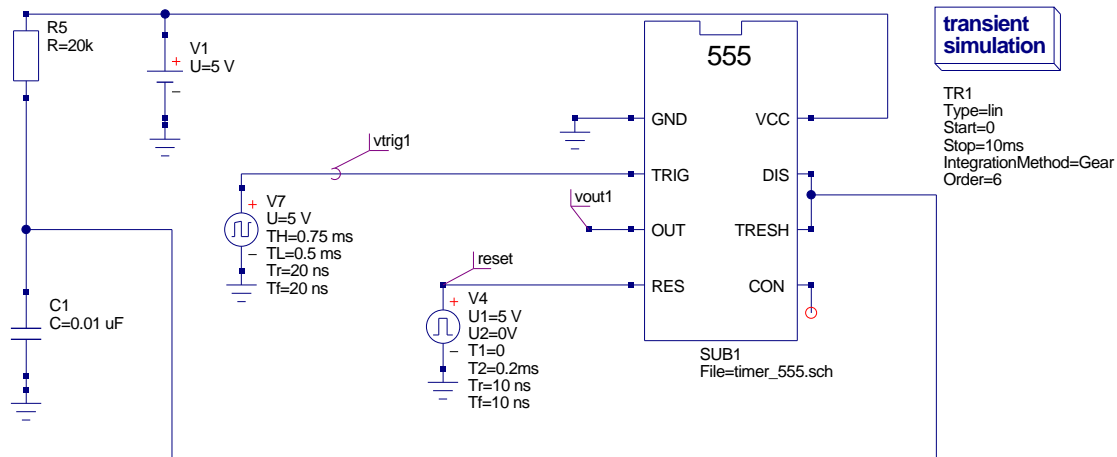 R5
R=20k
V1
U=5 V
+
−
555
GND
VCC
TRIG
DIS
OUT
TRESH
RES
CON
SUB1
File=timer_555.sch
transient
simulation
TR1
Type=lin
Start=0
Stop=10ms
IntegrationMethod=Gear
Order=6
vtrig1
+
−
V7
U=5 V
TH=0.75 ms
TL=0.5 ms
Tr=20 ns
Tf=20 ns
vout1
reset
+
−
V4
U1=5 V
U2=0V
T1=0
T2=0.2ms
Tr=10 ns
Tf=10 ns
C1
C=0.01 uF